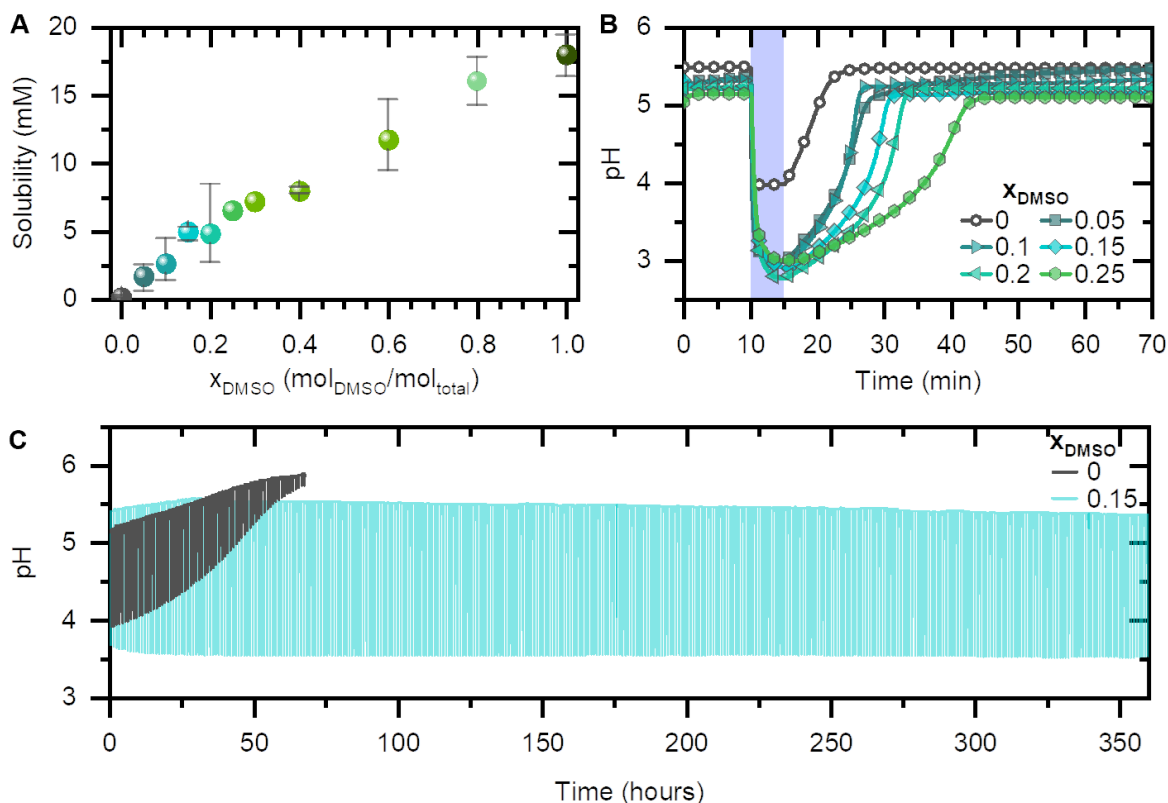 A
Solubility (mM)
20
15
10
5
0
0.0 0.2 0.4 0.6 0.8 1.0
x_DMSO (mol_DMSO/mol_total)
B
pH
6
5
4
3
x_DMSO
0 0.05
0.1 0.15
0.2 0.25
0 10 20 30 40 50 60 70
Time (min)
C
pH
6
5
4
3
x_DMSO
0
0.15
0 50 100 150 200 250 300 350
Time (hours)